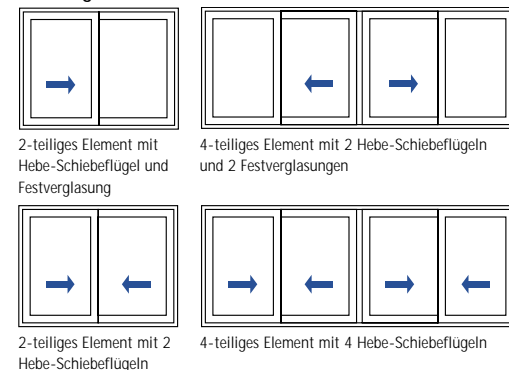 2-teiliges Element mit
Hebe-Schiebeflügel und
Festverglasung
4-teiliges Element mit 2 Hebe-Schiebeflügeln
und 2 Festverglasungen
2-teiliges Element mit 2
Hebe-Schiebeflügeln
4-teiliges Element mit 4 Hebe-Schiebeflügeln